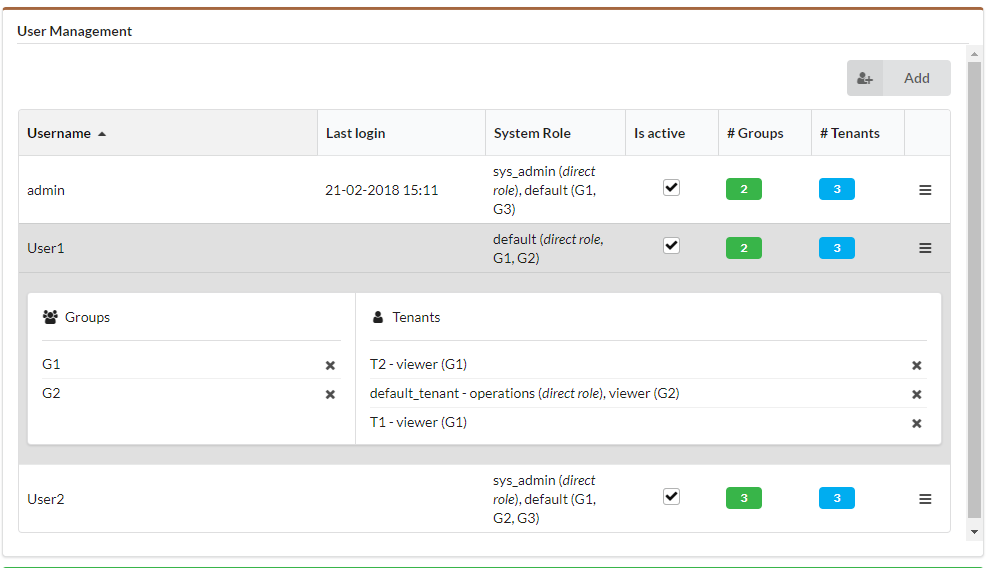 User Management
Add
Username Last login System Role Is active # Groups # Tenants
sys_admin (direct
admin 21-02-2018 15:11 role), default (G1, 2 3
G3)
default (direct role,
User1 2 3
G1, G2)
Groups Tenants
G1 T2 - viewer (G1)
G2 default_tenant - operations (direct role), viewer (G2)
T1 - viewer (G1)
sys_admin (direct
User2 role), default (G1, 3 3
G2, G3)